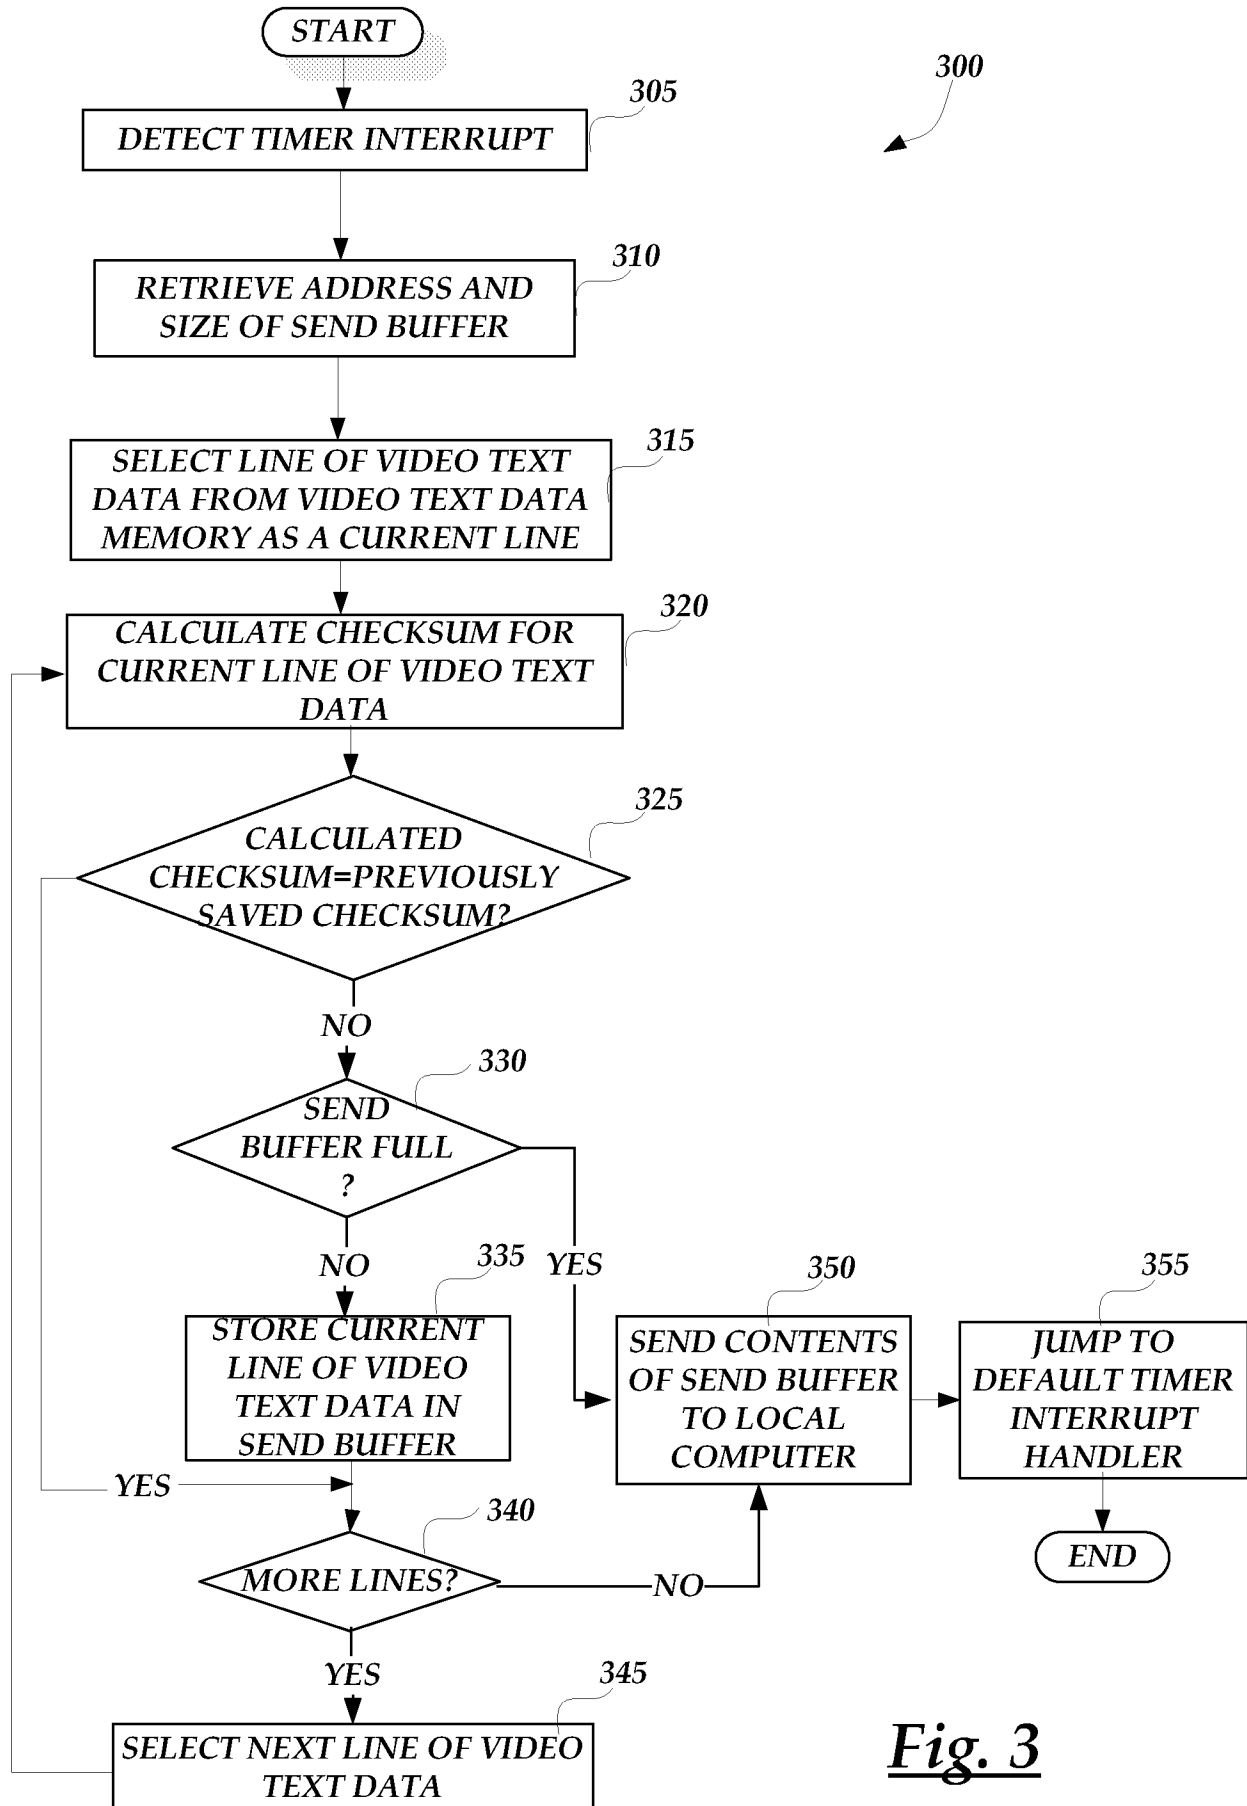 START
300
305
DETECT TIMER INTERRUPT
310
RETRIEVE ADDRESS AND
SIZE OF SEND BUFFER
315
SELECT LINE OF VIDEO TEXT
DATA FROM VIDEO TEXT DATA
MEMORY AS A CURRENT LINE
320
CALCULATE CHECKSUM FOR
CURRENT LINE OF VIDEO TEXT
DATA
325
CALCULATED
CHECKSUM=PREVIOUSLY
SAVED CHECKSUM?
NO
330
SEND
BUFFER FULL
?
NO
YES
335
STORE CURRENT
LINE OF VIDEO
TEXT DATA IN
SEND BUFFER
350
SEND CONTENTS
OF SEND BUFFER
TO LOCAL
COMPUTER
355
JUMP TO
DEFAULT TIMER
INTERRUPT
HANDLER
YES
340
MORE LINES?
NO
END
YES
345
SELECT NEXT LINE OF VIDEO
TEXT DATA
Fig. 3